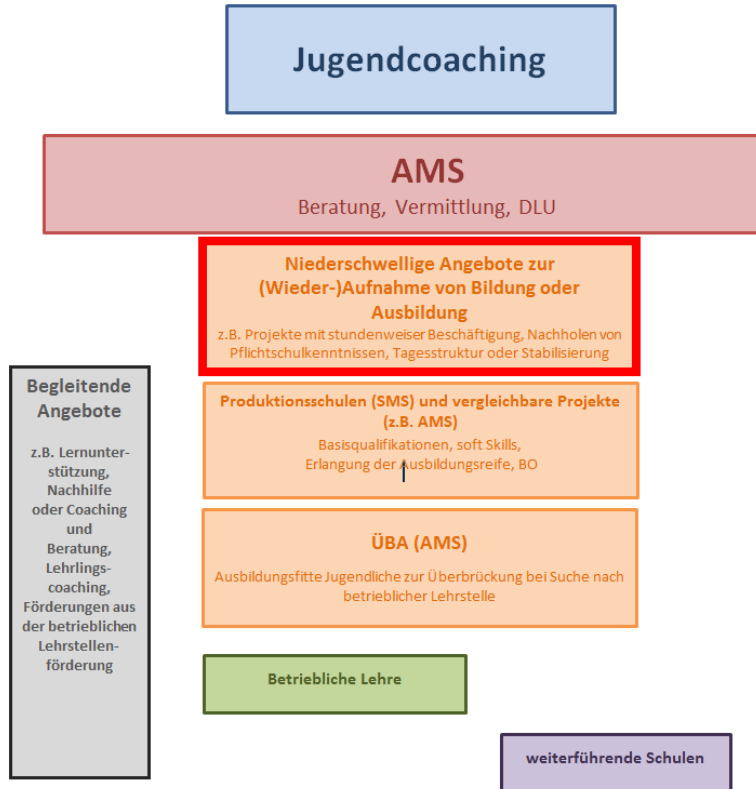 Jugendcoaching
AMS
Beratung, Vermittlung, DLU
Niederschwellige Angebote zur
(Wieder-)Aufnahme von Bildung oder
Ausbildung
z.B. Projekte mit stundenweiser Beschäftigung, Nachholen von
Pflichtschulkenntnissen, Tagesstruktur oder Stabilisierung
Begleitende
Angebote
z.B. Lernunter-
stützung,
Nachhilfe
oder Coaching
und
Beratung,
Lehrlings-
coaching,
Förderungen aus
der betrieblichen
Lehrstellen-
förderung
Produktionsschulen (SMS) und vergleichbare Projekte
(z.B. AMS)
Basisqualifikationen, soft Skills,
Erlangung der Ausbildungsreife, BO
ÜBA (AMS)
Ausbildungsfitte Jugendliche zur Überbrückung bei Suche nach
betrieblicher Lehrstelle
Betriebliche Lehre
weiterführende Schulen